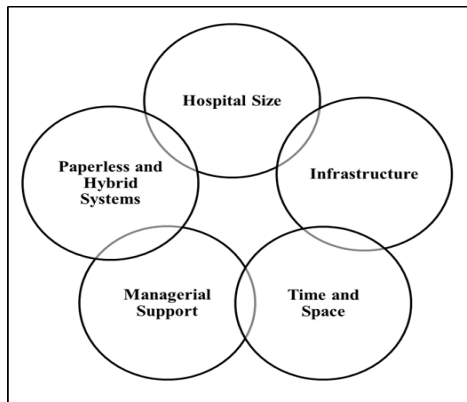 Hospital Size
Paperless and
Hybrid
Systems
Infrastructure
Managerial
Support
Time and
Space